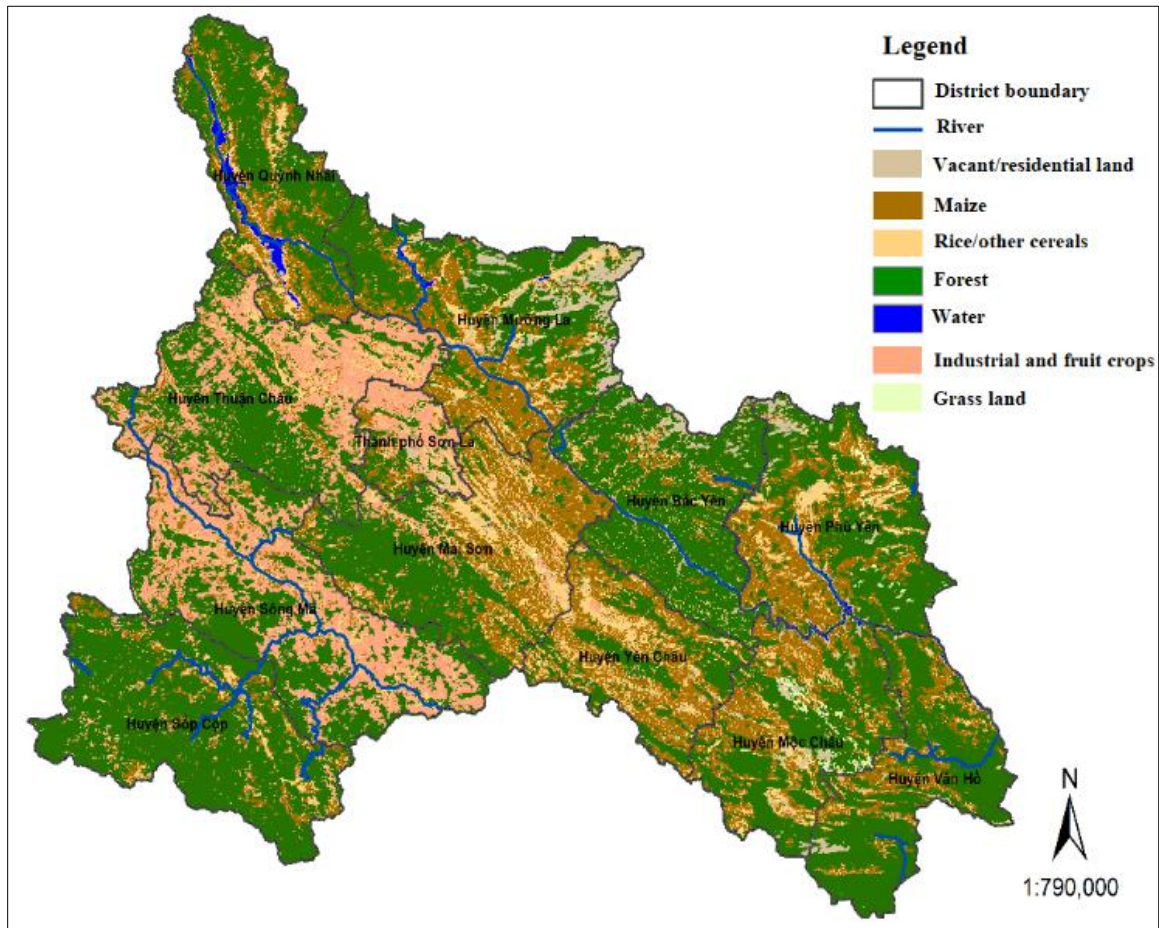 Legend
District boundary
River
Vacant/residential land
Maize
Rice/other cereals
Forest
Water
Industrial and fruit crops
Grass land
Huyện Quỳnh Nhai
Huyện Mường La
Huyện Thuận Châu
Thành phố Sơn La
Huyện Bắc Yên
Huyện Phù Yên
Huyện Mai Sơn
Huyện Sông Mã
Huyện Yên Châu
Huyện Sốp Cộp
Huyện Mộc Châu
Huyện Vân Hồ
N
1:790,000